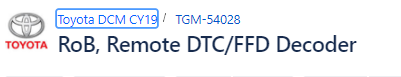 Toyota DCM CY19 / TGM-54028
TOYOTA
RoB, Remote DTC/FFD Decoder